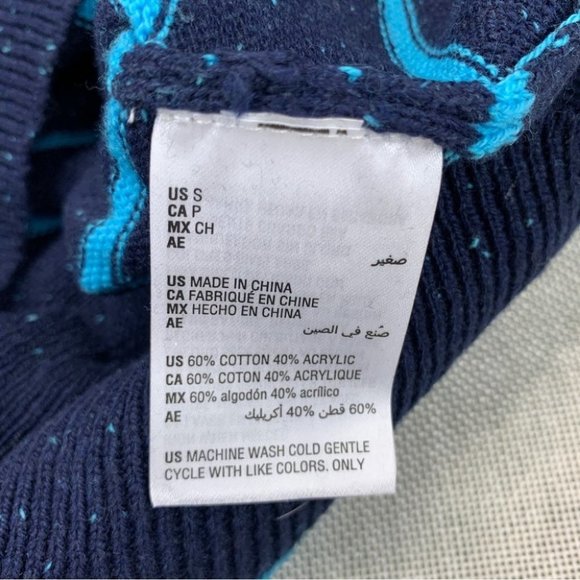 US S
CA P
MX CH
AE
صغير
US MADE IN CHINA
CA FABRIQUÉ EN CHINE
MX HECHO EN CHINA
AE
صُنع في الصين
US 60% COTTON 40% ACRYLIC
CA 60% COTON 40% ACRYLIQUE
MX 60% algodón 40% acrílico
AE 60% قطن 40% أكريليك
US MACHINE WASH COLD GENTLE
CYCLE WITH LIKE COLORS. ONLY